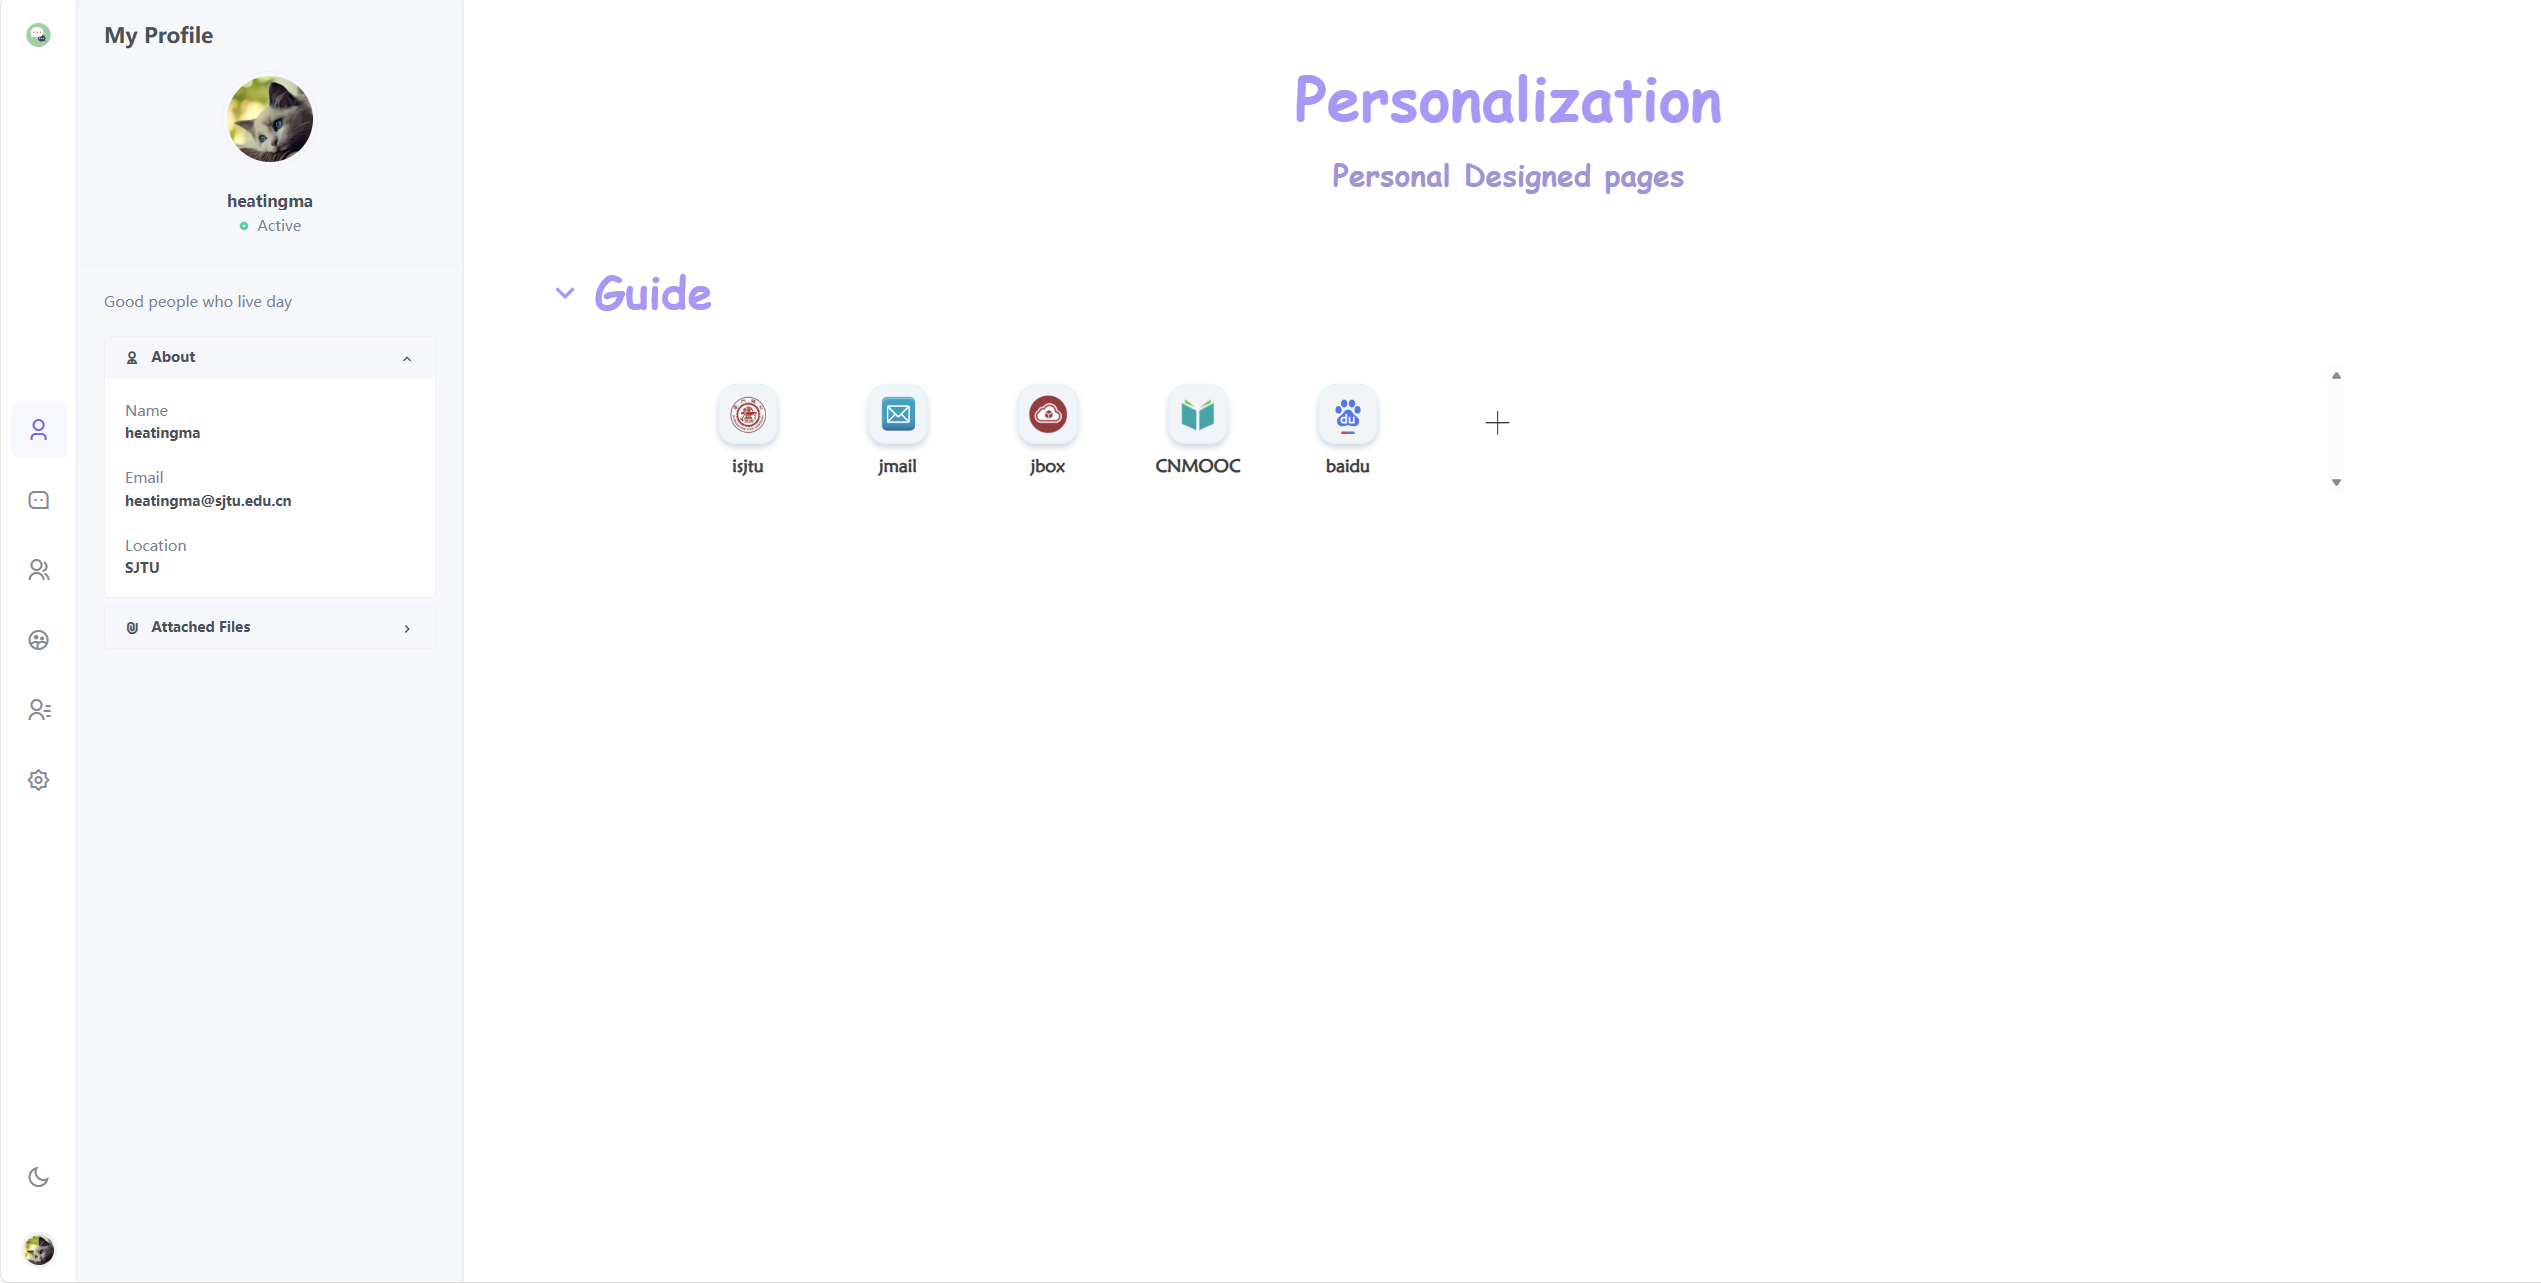 My Profile
heatingma
Active
Good people who live day
About
Name
heatingma
Email
heatingma@sjtu.edu.cn
Location
SJTU
Attached Files
Personalization
Personal Designed pages
Guide
isjtu
jmail
jbox
CNMOOC
du
baidu